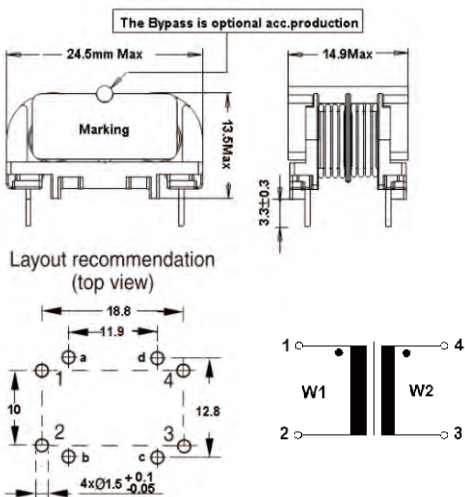 The Bypass is optional acc.production
24.5mm Max
14.9Max
Marking
13.5Max
3.3±0.3
Layout recommendation
(top view)
18.8
11.9
a d
1 4
10
12.8
2 3
b c
4xØ1.5 +0.1 -0.05
1 4
W1 W2
2 3